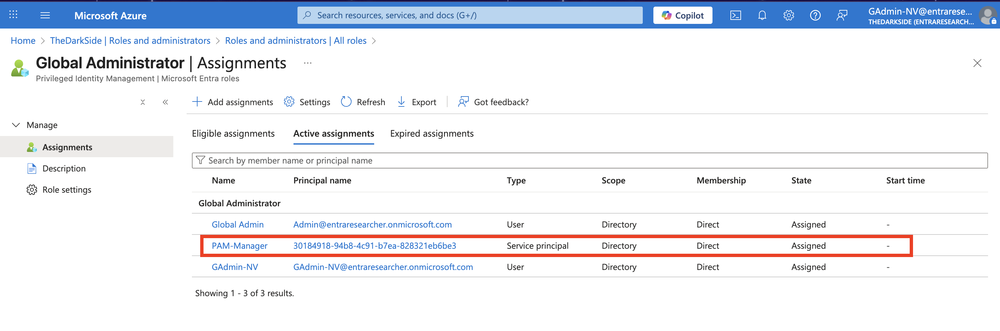 Microsoft Azure
Search resources, services, and docs (G+/)
Copilot
GAdmin-NV@entrarese...
THEDARKSIDE (ENTRARESEARCH...
Home > TheDarkSide | Roles and administrators > Roles and administrators | All roles >
Global Administrator | Assignments ...
Privileged Identity Management | Microsoft Entra roles
Add assignments Settings Refresh Export Got feedback?
Manage
Assignments
Description
Role settings
Eligible assignments Active assignments Expired assignments
Search by member name or principal name
Name Principal name Type Scope Membership State Start time
Global Administrator
Global Admin Admin@entraresearcher.onmicrosoft.com User Directory Direct Assigned -
PAM-Manager 30184918-94b8-4c91-b7ea-828321eb6be3 Service principal Directory Direct Assigned -
GAdmin-NV GAdmin-NV@entraresearcher.onmicrosoft.com User Directory Direct Assigned -
Showing 1 - 3 of 3 results.